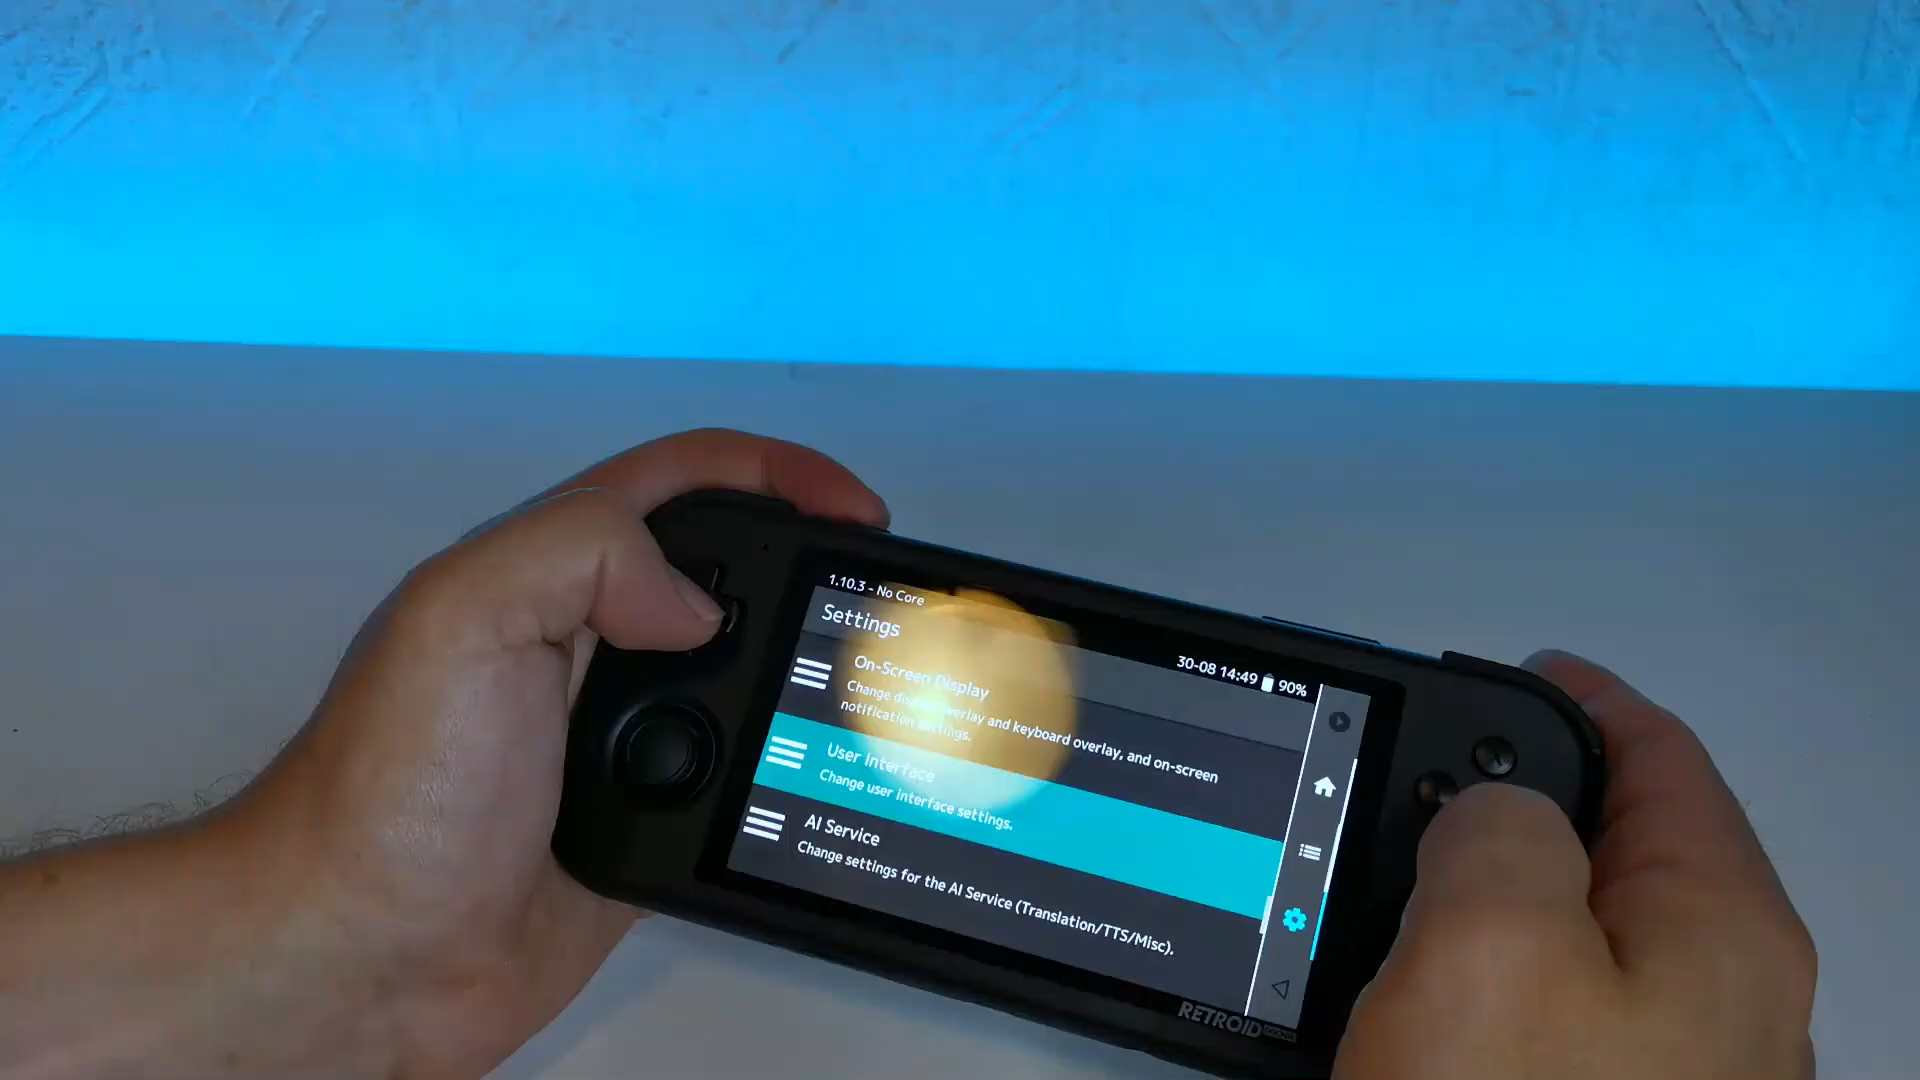 1.10.3 - No Core
Settings
30-08 14:49 90%
On-Screen Display
Change display overlay and keyboard overlay, and on-screen
notification settings.
User Interface
Change user interface settings.
AI Service
Change settings for the AI Service (Translation/TTS/Misc).
RETROID